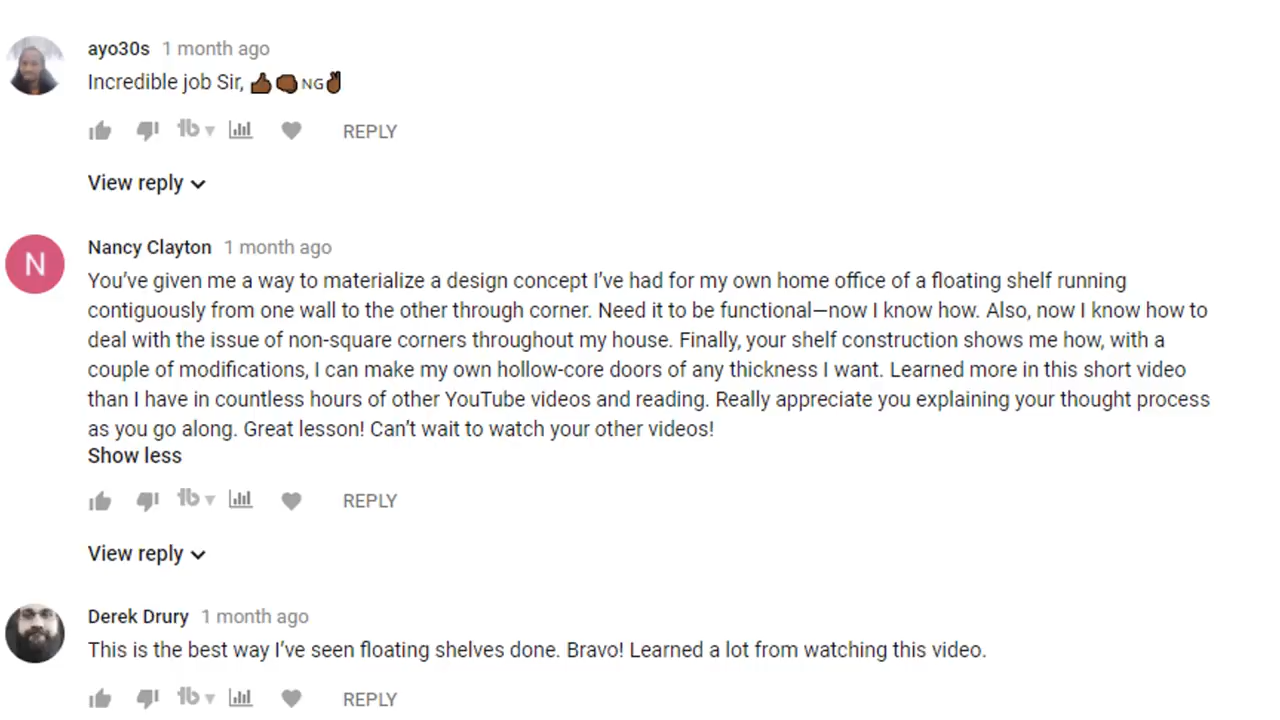 ayo30s 1 month ago
Incredible job Sir, 👍🏾👊🏾 NG✌🏾
REPLY
View reply
N
Nancy Clayton 1 month ago
You’ve given me a way to materialize a design concept I’ve had for my own home office of a floating shelf running
contiguously from one wall to the other through corner. Need it to be functional—now I know how. Also, now I know how to
deal with the issue of non-square corners throughout my house. Finally, your shelf construction shows me how, with a
couple of modifications, I can make my own hollow-core doors of any thickness I want. Learned more in this short video
than I have in countless hours of other YouTube videos and reading. Really appreciate you explaining your thought process
as you go along. Great lesson! Can’t wait to watch your other videos!
Show less
REPLY
View reply
Derek Drury 1 month ago
This is the best way I’ve seen floating shelves done. Bravo! Learned a lot from watching this video.
REPLY